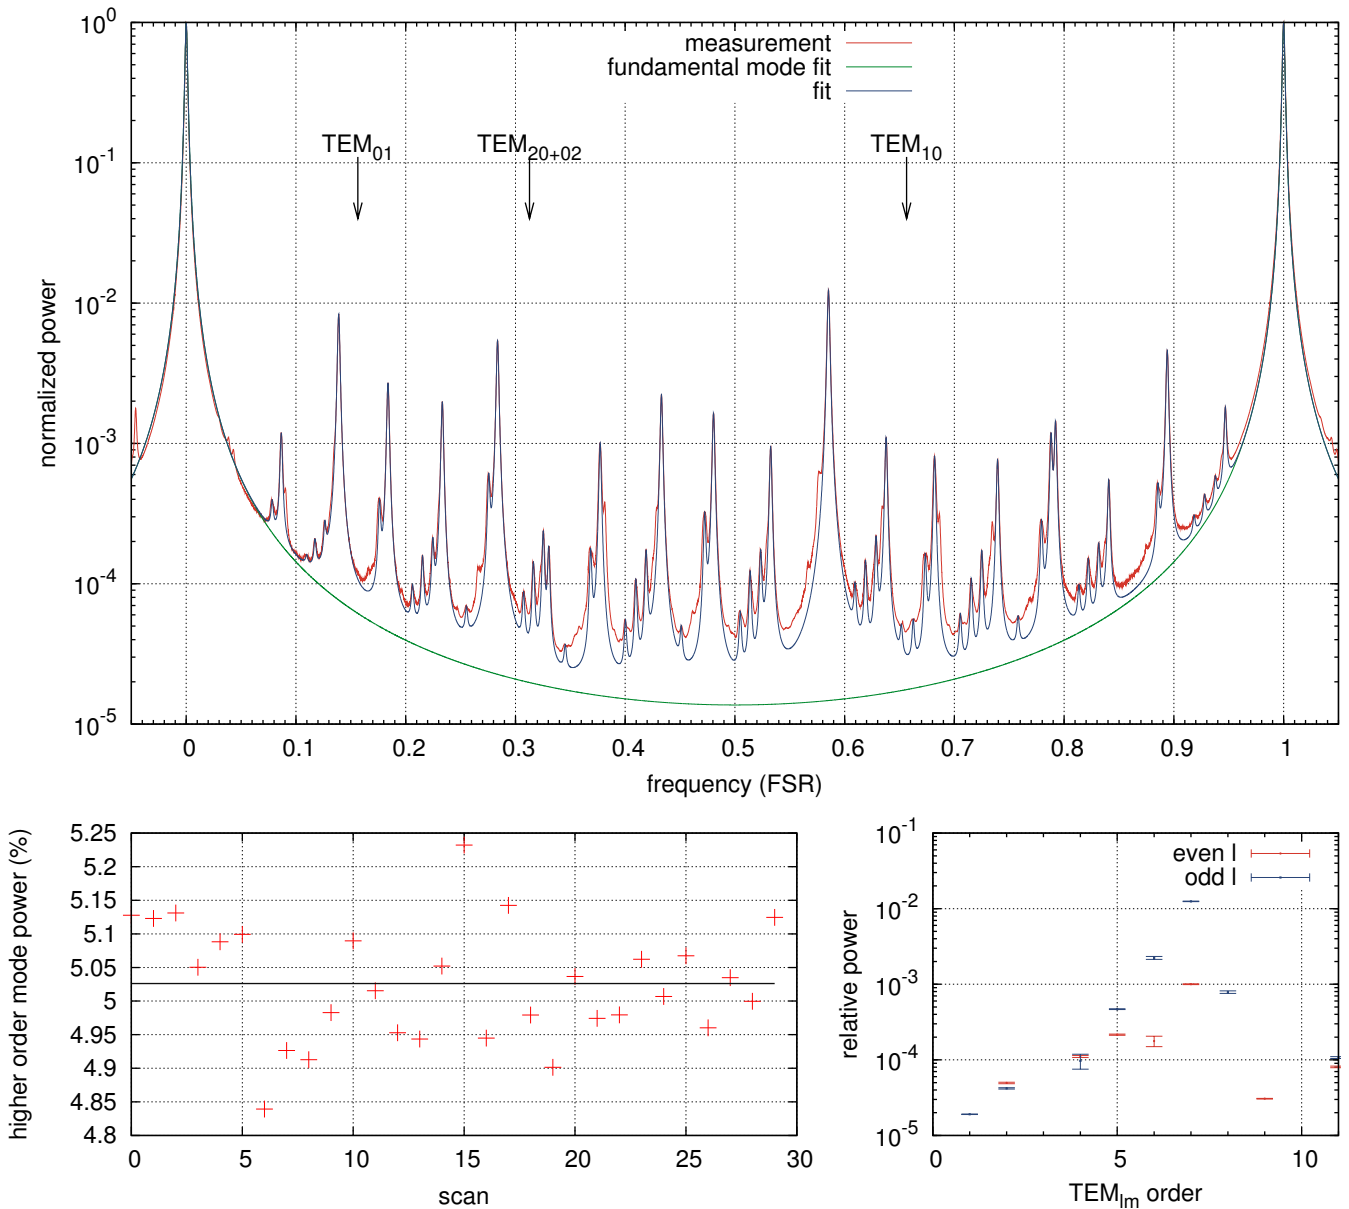 measurement
fundamental mode fit
fit
TEM01
TEM20+02
TEM10
normalized power
10^0
10^-1
10^-2
10^-3
10^-4
10^-5
0 0.1 0.2 0.3 0.4 0.5 0.6 0.7 0.8 0.9 1
frequency (FSR)
higher order mode power (%)
5.25
5.2
5.15
5.1
5.05
5
4.95
4.9
4.85
4.8
0 5 10 15 20 25 30
scan
even l
odd l
relative power
10^-1
10^-2
10^-3
10^-4
10^-5
0 5 10
TEMlm order